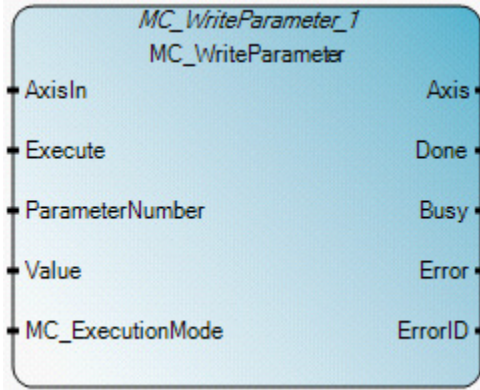 MC_WriteParameter_1
MC_WriteParameter
AxisIn Axis
Execute Done
ParameterNumber Busy
Value Error
MC_ExecutionMode ErrorID